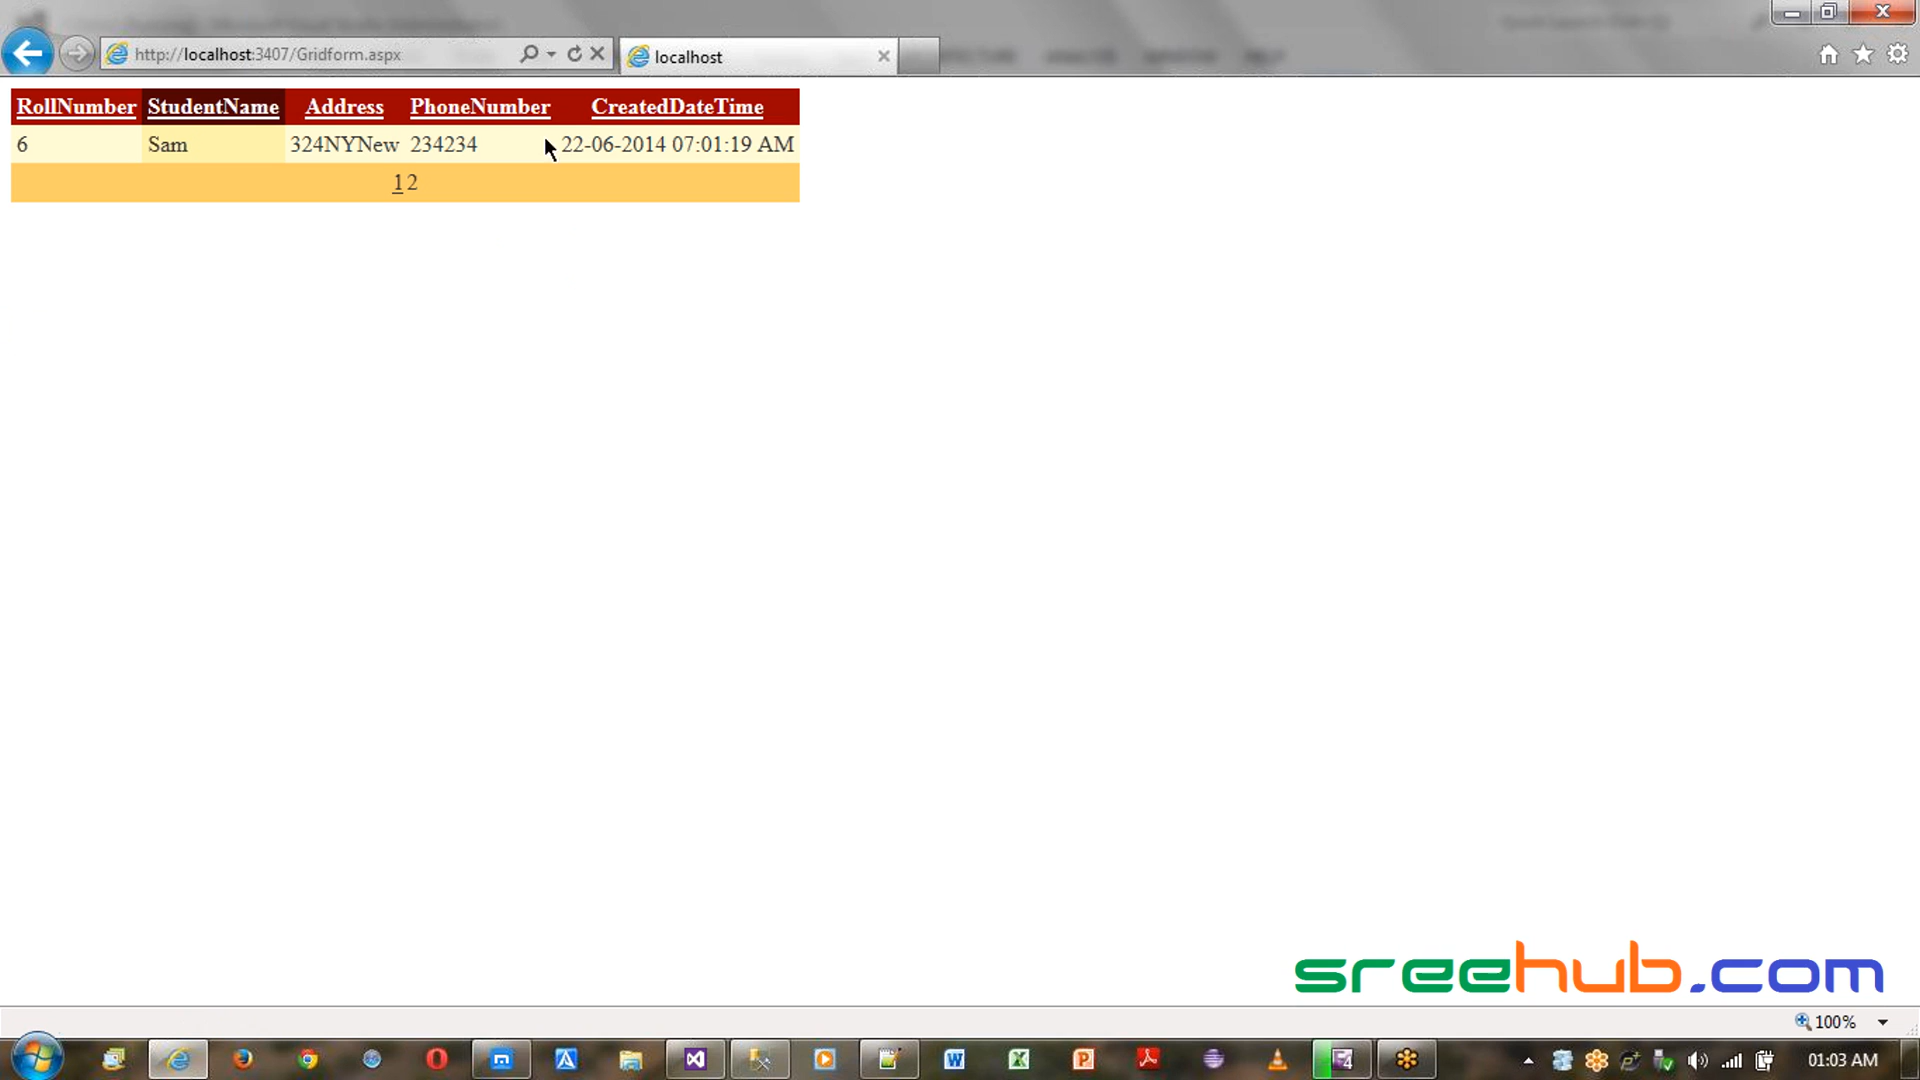 http://localhost:3407/Gridform.aspx
localhost
RollNumber StudentName Address PhoneNumber CreatedDateTime
6 Sam 324NYNew 234234 22-06-2014 07:01:19 AM
1 2
sreehub.com
100%
01:03 AM